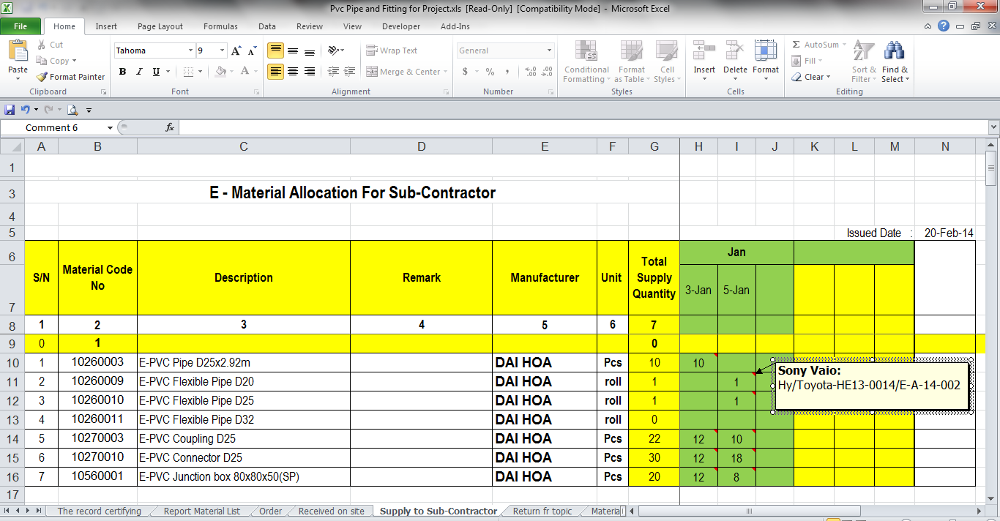 Pvc Pipe and Fitting for Project.xls [Read-Only] [Compatibility Mode] - Microsoft Excel
File Home Insert Page Layout Formulas Data Review View Developer Add-Ins
Paste Cut Copy Format Painter
Tahoma 9
B I U
Wrap Text
Merge & Center
General
$ % ,
Conditional Formatting Format as Table Cell Styles
Insert Delete Format
Σ AutoSum Fill Clear
Sort & Filter Find & Select
Clipboard Font Alignment Number Styles Cells Editing
Comment 6 fx
A B C D E F G H I J K L M N
1
3 E - Material Allocation For Sub-Contractor
4
5 Issued Date : 20-Feb-14
6 S/N Material Code No Description Remark Manufacturer Unit Total Supply Quantity Jan
7 3-Jan 5-Jan
8 1 2 3 4 5 6 7
9 0 1 0
10 1 10260003 E-PVC Pipe D25x2.92m DAI HOA Pcs 10 10
11 2 10260009 E-PVC Flexible Pipe D20 DAI HOA roll 1 1
12 3 10260010 E-PVC Flexible Pipe D25 DAI HOA roll 1 1
13 4 10260011 E-PVC Flexible Pipe D32 DAI HOA roll 0
14 5 10270003 E-PVC Coupling D25 DAI HOA Pcs 22 12 10
15 6 10270010 E-PVC Connector D25 DAI HOA Pcs 30 12 18
16 7 10560001 E-PVC Junction box 80x80x50(SP) DAI HOA Pcs 20 12 8
17
Sony Vaio:
Hy/Toyota-HE13-0014/E-A-14-002
The record certifying Report Material List Order Received on site Supply to Sub-Contractor Return fr topic Material